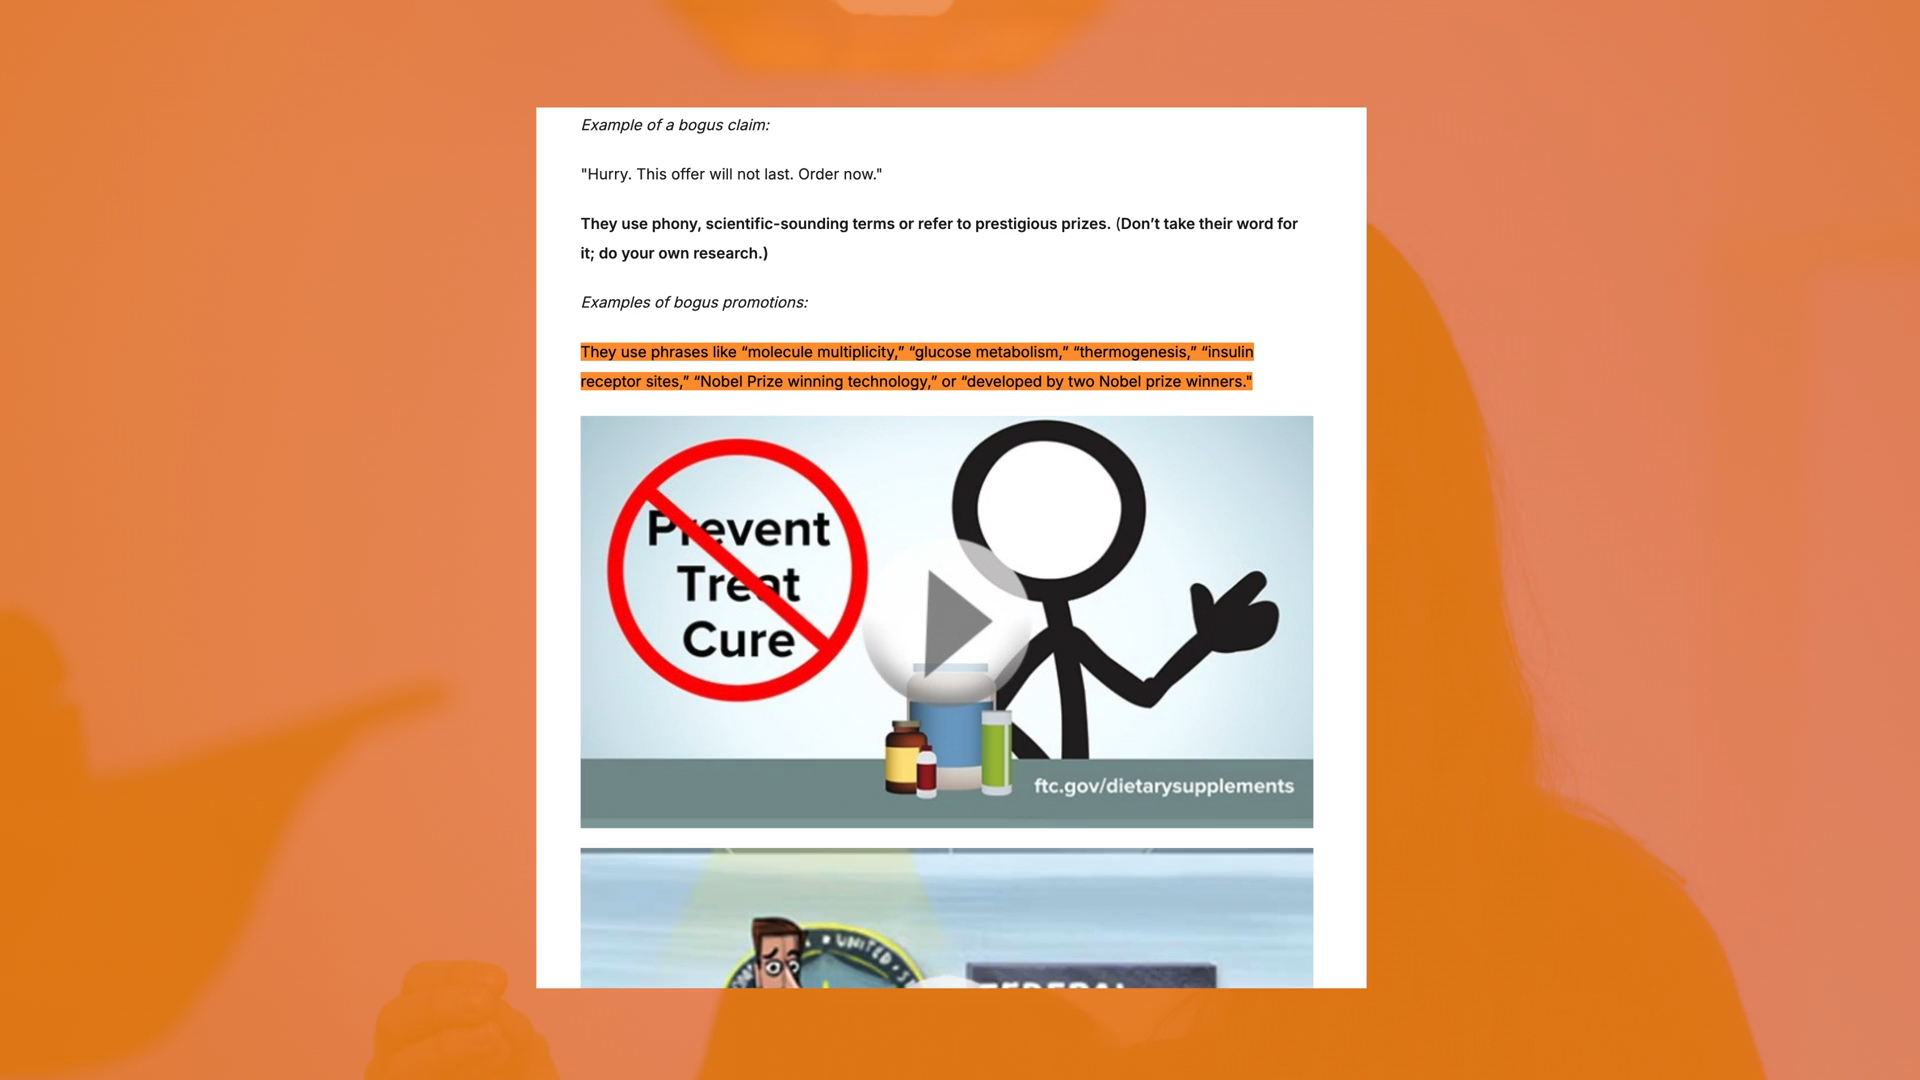 Example of a bogus claim:
"Hurry. This offer will not last. Order now."
They use phony, scientific-sounding terms or refer to prestigious prizes. (Don’t take their word for
it; do your own research.)
Examples of bogus promotions:
They use phrases like “molecule multiplicity,” “glucose metabolism,” “thermogenesis,” “insulin
receptor sites,” “Nobel Prize winning technology,” or “developed by two Nobel prize winners."
Prevent
Treat
Cure
ftc.gov/dietarysupplements
UNITED
FEDERAL